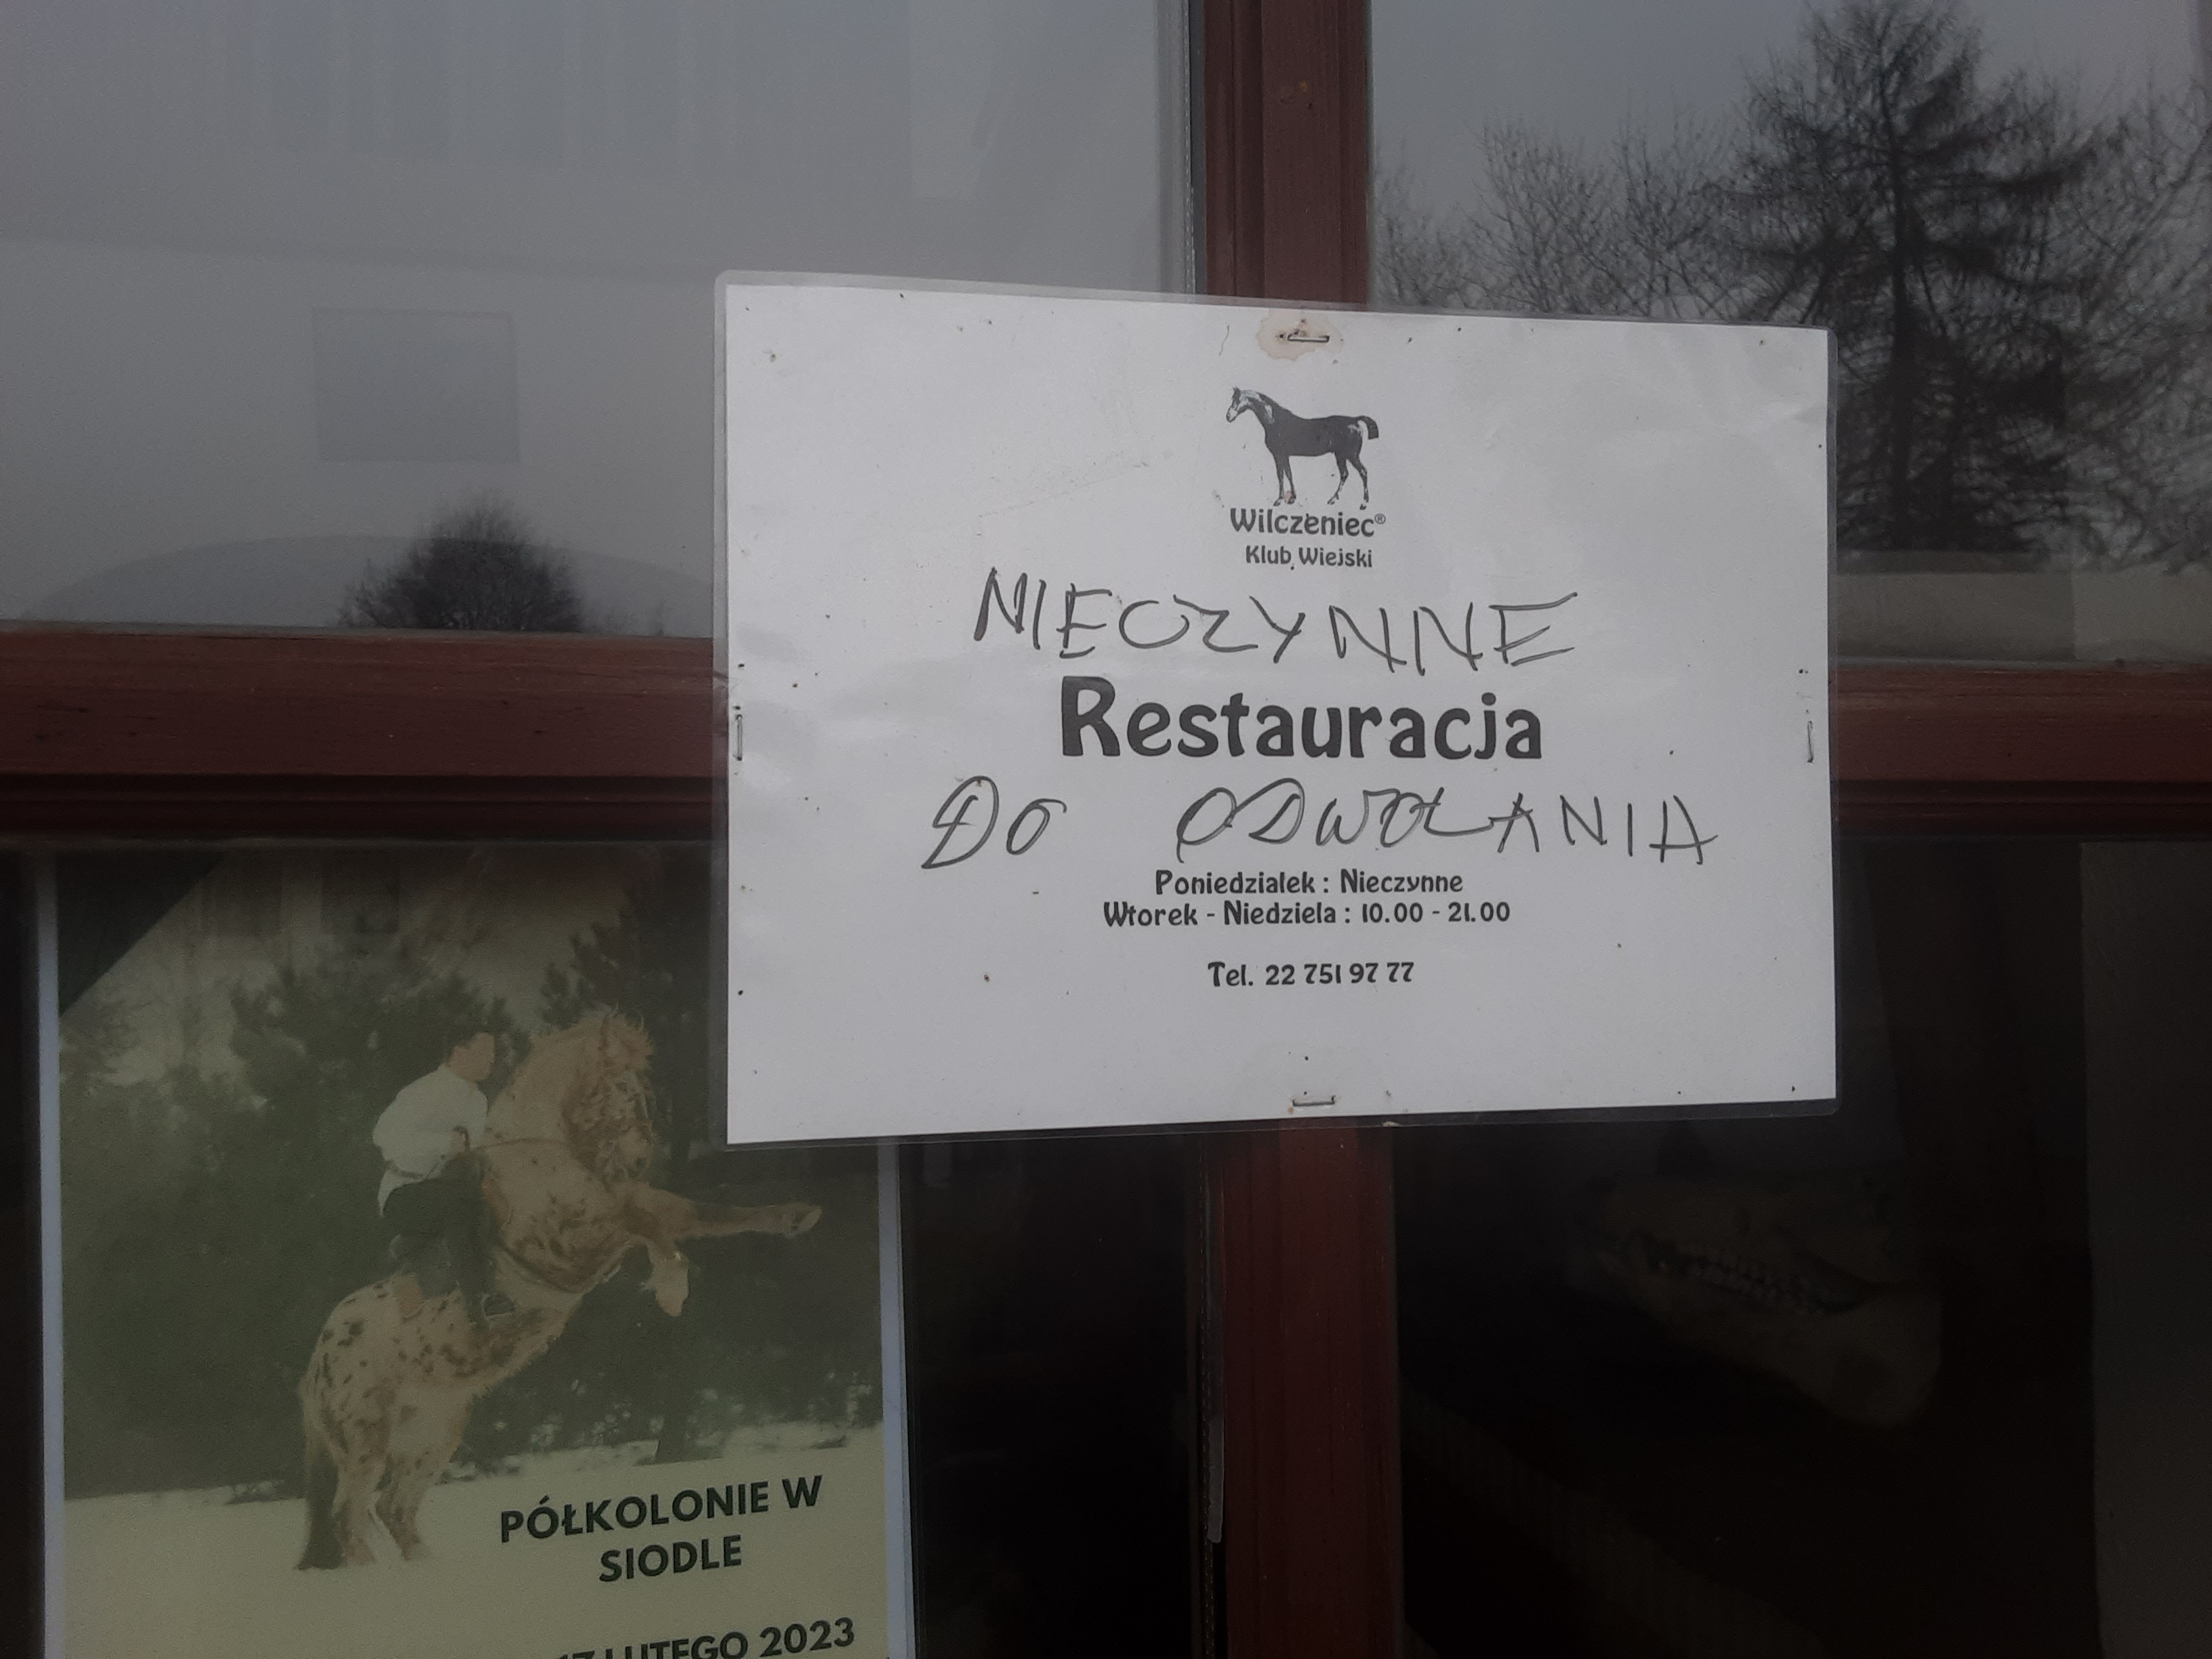 Wilczeniec®
Klub Wiejski
NIECZYNNE
Restauracja
DO ODWOŁANIA
Poniedzialek : Nieczynne
Wtorek - Niedziela : 10.00 - 21.00
Tel. 22 751 97 77
PÓŁKOLONIE W
SIODLE
17 LUTEGO 2023